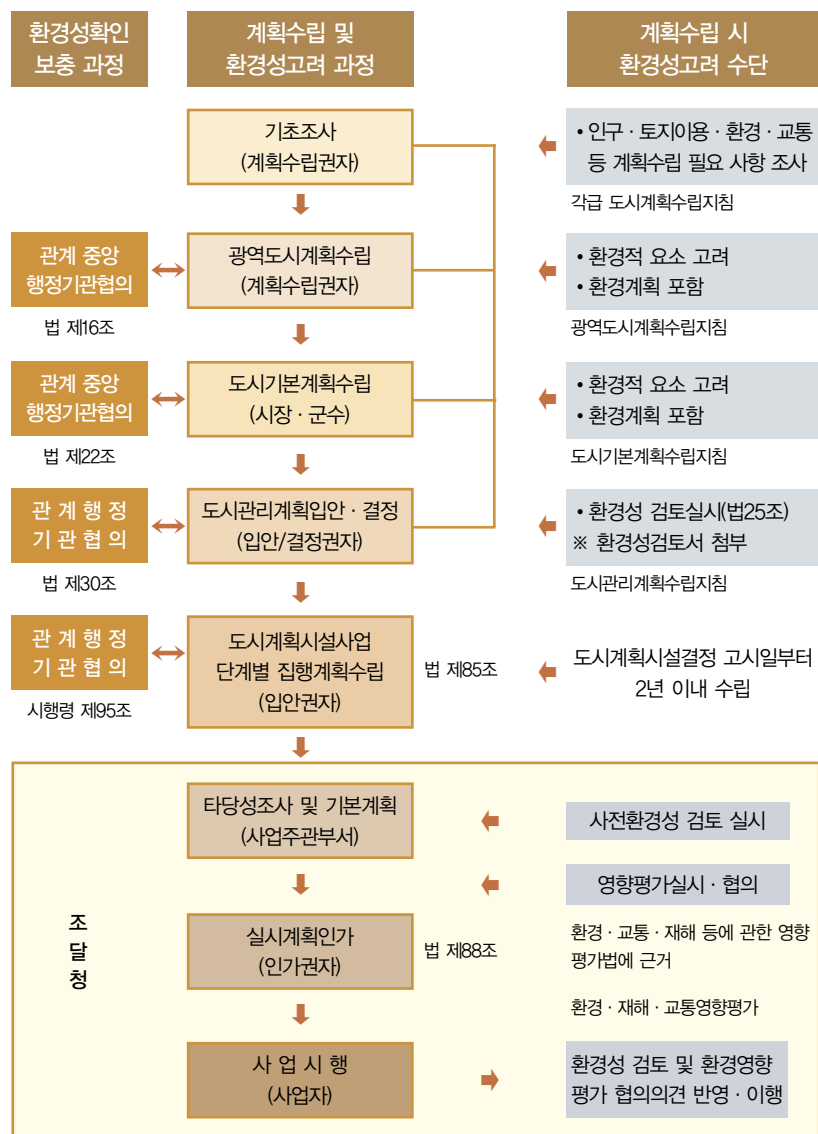 환경성확인
보충 과정
계획수립 및
환경성고려 과정
계획수립 시
환경성고려 수단
기초조사
(계획수립권자)
• 인구 · 토지이용 · 환경 · 교통
등 계획수립 필요 사항 조사
각급 도시계획수립지침
관계 중앙
행정기관협의
법 제16조
광역도시계획수립
(계획수립권자)
• 환경적 요소 고려
• 환경계획 포함
광역도시계획수립지침
관계 중앙
행정기관협의
법 제22조
도시기본계획수립
(시장 · 군수)
• 환경적 요소 고려
• 환경계획 포함
도시기본계획수립지침
관 계 행 정
기 관 협 의
법 제30조
도시관리계획입안 · 결정
(입안/결정권자)
• 환경성 검토실시(법25조)
※ 환경성검토서 첨부
도시관리계획수립지침
관 계 행 정
기 관 협 의
시행령 제95조
도시계획시설사업
단계별 집행계획수립
(입안권자)
법 제85조
도시계획시설결정 고시일부터
2년 이내 수립
조
달
청
타당성조사 및 기본계획
(사업주관부서)
사전환경성 검토 실시
영향평가실시 · 협의
실시계획인가
(인가권자)
법 제88조
환경 · 교통 · 재해 등에 관한 영향
평가법에 근거
환경 · 재해 · 교통영향평가
사 업 시 행
(사업자)
환경성 검토 및 환경영향
평가 협의의견 반영 · 이행